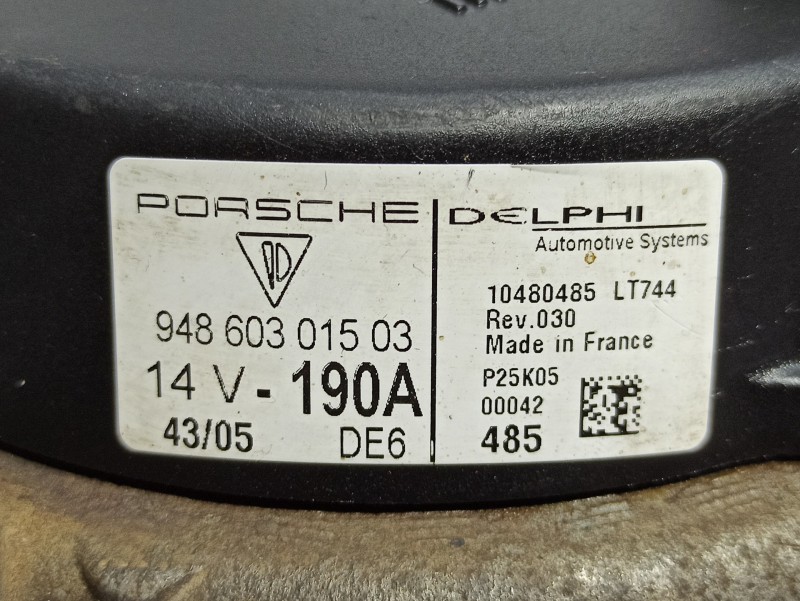 PORSCHE
948 603 015 03
14 V - 190A
43/05 DE6
DELPHI
Automotive Systems
10480485 LT744
Rev.030
Made in France
P25K05
00042
485